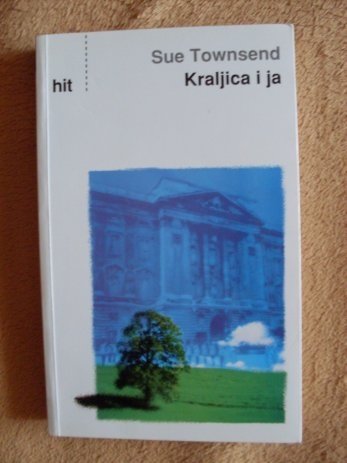 Sue Townsend
Kraljica i ja
hit